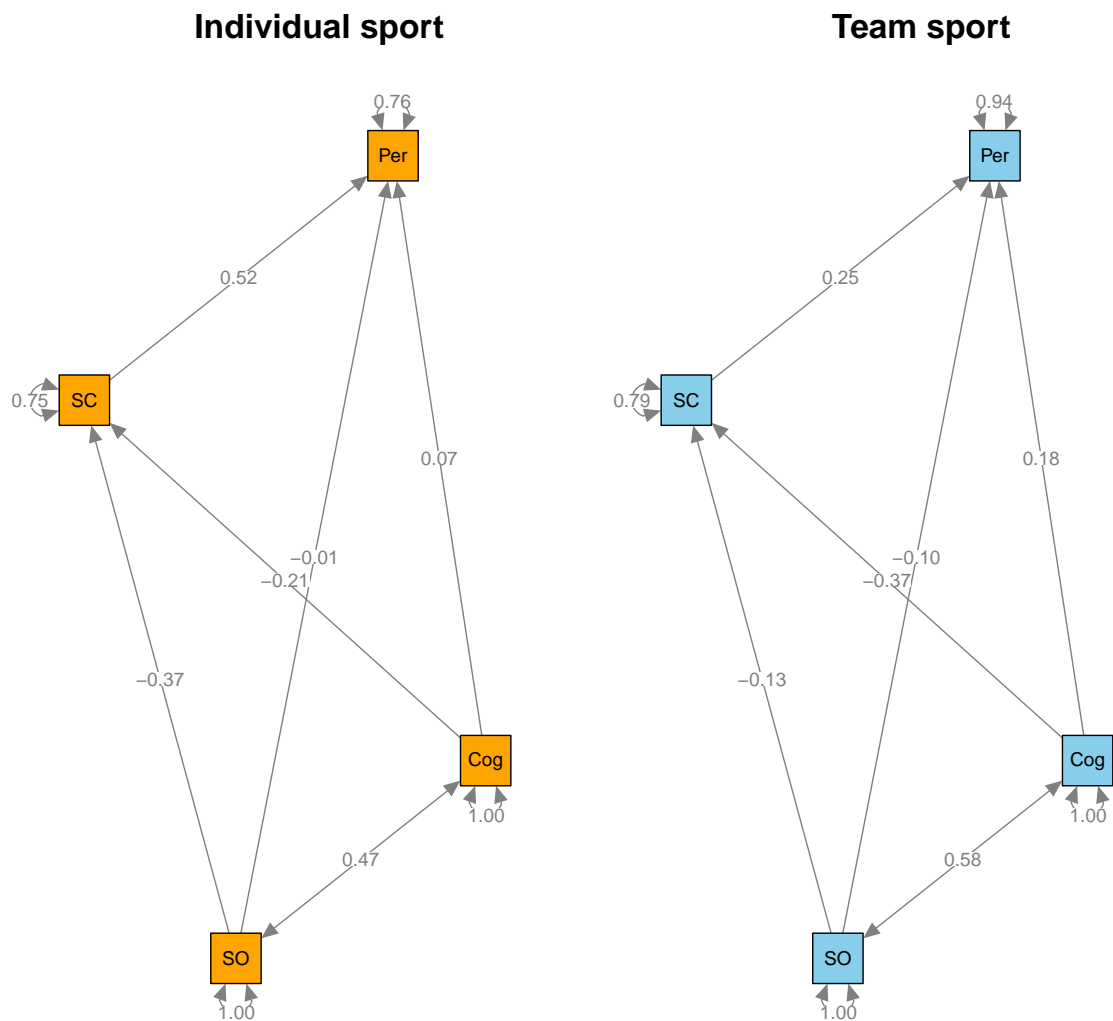 Individual sport
Team sport
0.76
0.94
Per
Per
0.52
0.25
0.75
SC
0.79
SC
0.07
0.18
−0.01
−0.10
−0.21
−0.37
−0.37
−0.13
Cog
Cog
1.00
1.00
0.47
0.58
SO
SO
1.00
1.00